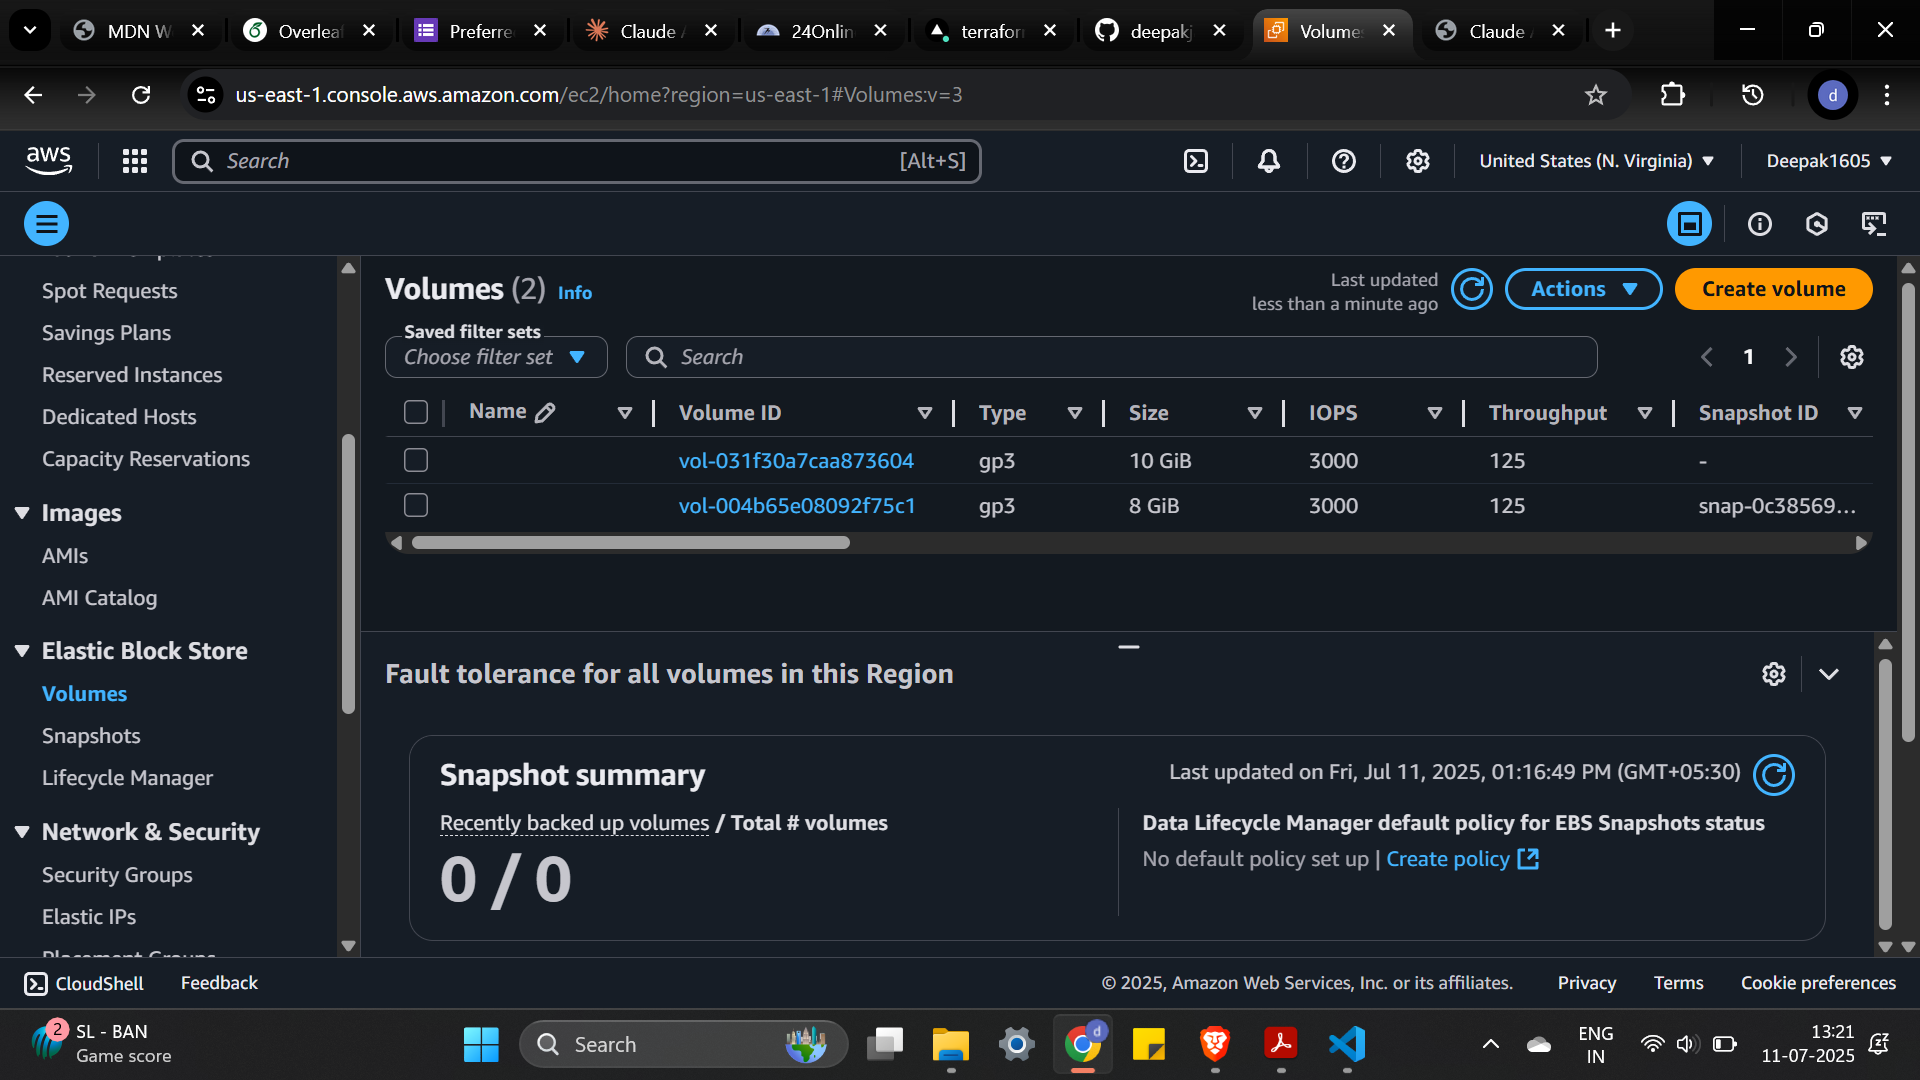 MDN W
Overleaf
Preferre
Claude A
24Onlin
terraforn
deepakj
Volumes
Claude A
us-east-1.console.aws.amazon.com/ec2/home?region=us-east-1#Volumes:v=3
d
aws
Search
[Alt+S]
United States (N. Virginia)
Deepak1605
Spot Requests
Savings Plans
Reserved Instances
Dedicated Hosts
Capacity Reservations
Images
AMIs
AMI Catalog
Elastic Block Store
Volumes
Snapshots
Lifecycle Manager
Network & Security
Security Groups
Elastic IPs
Placement Groups
Volumes (2) Info
Last updated
less than a minute ago
Actions
Create volume
Saved filter sets
Choose filter set
Search
1
Name Volume ID Type Size IOPS Throughput Snapshot ID
vol-031f30a7caa873604 gp3 10 GiB 3000 125 -
vol-004b65e08092f75c1 gp3 8 GiB 3000 125 snap-0c38569...
Fault tolerance for all volumes in this Region
Snapshot summary
Last updated on Fri, Jul 11, 2025, 01:16:49 PM (GMT+05:30)
Recently backed up volumes / Total # volumes
0 / 0
Data Lifecycle Manager default policy for EBS Snapshots status
No default policy set up | Create policy
CloudShell
Feedback
© 2025, Amazon Web Services, Inc. or its affiliates.
Privacy
Terms
Cookie preferences
2
SL - BAN
Game score
Search
d
ENG
IN
13:21
11-07-2025